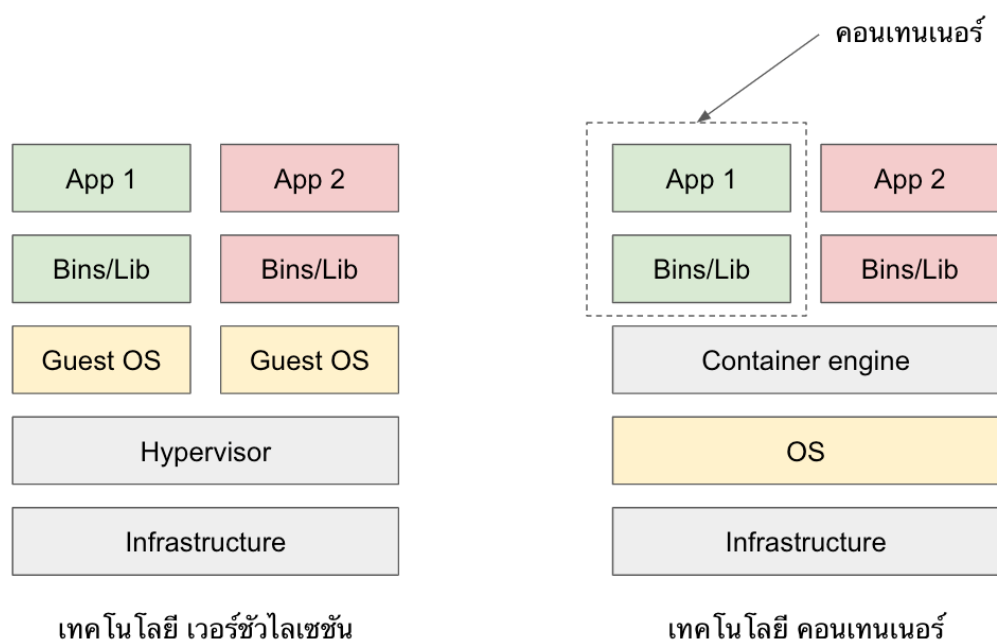 คอนเทนเนอร์
App 1
App 2
Bins/Lib
Bins/Lib
Guest OS
Guest OS
Hypervisor
Infrastructure
เทคโนโลยี เวอร์ชัวไลเซชัน
App 1
App 2
Bins/Lib
Bins/Lib
Container engine
OS
Infrastructure
เทคโนโลยี คอนเทนเนอร์